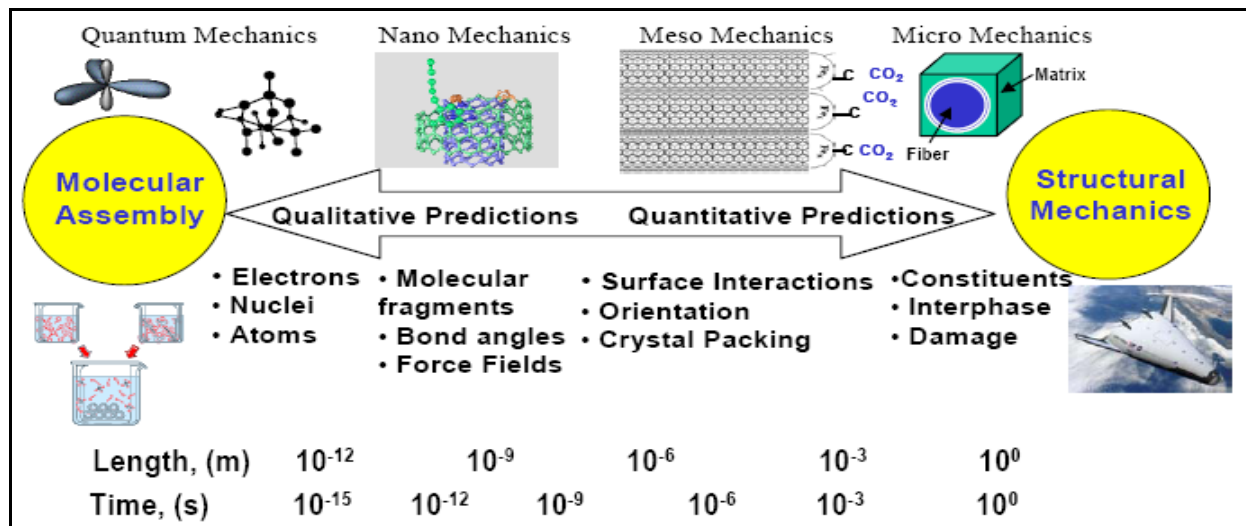 Quantum Mechanics Nano Mechanics Meso Mechanics Micro Mechanics
C CO₂
CO₂
C
C CO₂
Matrix
Fiber
Molecular
Assembly
Qualitative Predictions Quantitative Predictions
Structural
Mechanics
• Electrons
• Nuclei
• Atoms
• Molecular
fragments
• Bond angles
• Force Fields
• Surface Interactions
• Orientation
• Crystal Packing
•Constituents
• Interphase
• Damage
Length, (m) 10⁻¹² 10⁻⁹ 10⁻⁶ 10⁻³ 10⁰
Time, (s) 10⁻¹⁵ 10⁻¹² 10⁻⁹ 10⁻⁶ 10⁻³ 10⁰